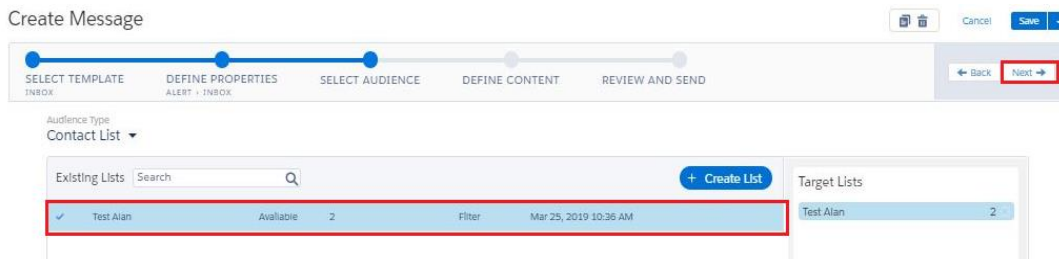 Create Message
Cancel Save
SELECT TEMPLATE DEFINE PROPERTIES SELECT AUDIENCE DEFINE CONTENT REVIEW AND SEND
INBOX ALERT › INBOX
← Back Next →
Audience Type
Contact List
Existing Lists Search + Create List Target Lists
Test Alan Available 2 Filter Mar 25, 2019 10:36 AM Test Alan 2